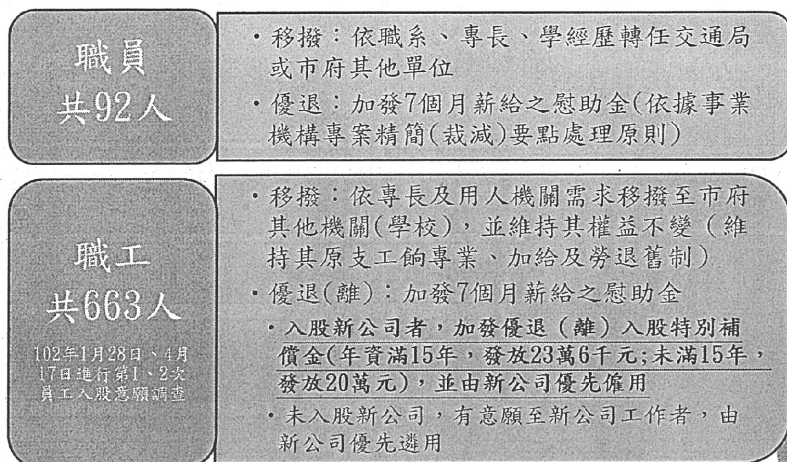 職員
共92人
・移撥：依職系、專長、學經歷轉任交通局
或市府其他單位
・優退：加發7個月薪給之慰助金(依據事業
機構專案精簡(裁減)要點處理原則)
職工
共663人
102年1月28日、4月
17日進行第1、2次
員工入股意願調查
・移撥：依專長及用人機關需求移撥至市府
其他機關(學校)，並維持其權益不變（維
持其原支工餉專業、加給及勞退舊制）
・優退(離)：加發7個月薪給之慰助金
・入股新公司者，加發優退（離）入股特別補
償金(年資滿15年，發放23萬6千元;未滿15年，
發放20萬元)，並由新公司優先僱用
・未入股新公司，有意願至新公司工作者，由
新公司優先遴用